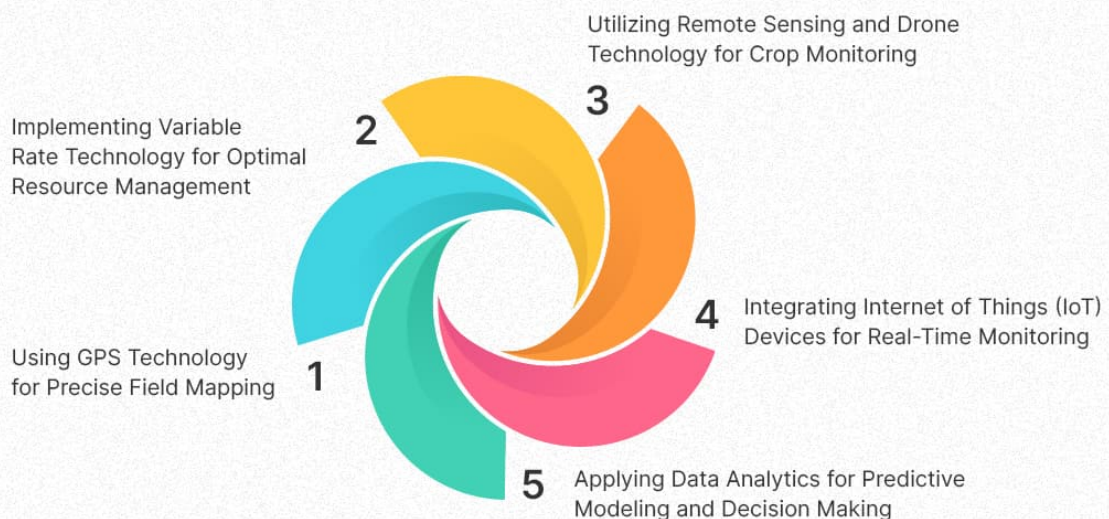 1
Using GPS Technology
for Precise Field Mapping
2
Implementing Variable
Rate Technology for Optimal
Resource Management
3
Utilizing Remote Sensing and Drone
Technology for Crop Monitoring
4
Integrating Internet of Things (IoT)
Devices for Real-Time Monitoring
5
Applying Data Analytics for Predictive
Modeling and Decision Making